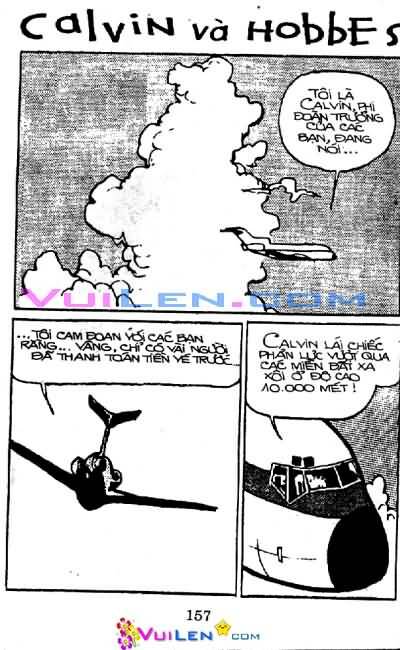 Calvin và Hobbes
TÔI LÀ
CALVIN, PHI
ĐOÀN TRƯỞNG
CỦA CÁC
BẠN, ĐANG
NÓI...
VUILEN.COM
... TÔI CAM ĐOAN VỚI CÁC BẠN
RẰNG... VÂNG, CHỈ CÓ VÀI NGƯỜI
ĐÃ THANH TOÁN TIỀN VÉ TRƯỚC...
CALVIN LÁI CHIẾC
PHẢN LỰC VƯỢT QUA
CÁC MIỀN ĐẤT XA
XÔI Ở ĐỘ CAO
10.000 MÉT!
157
VUILEN.COM